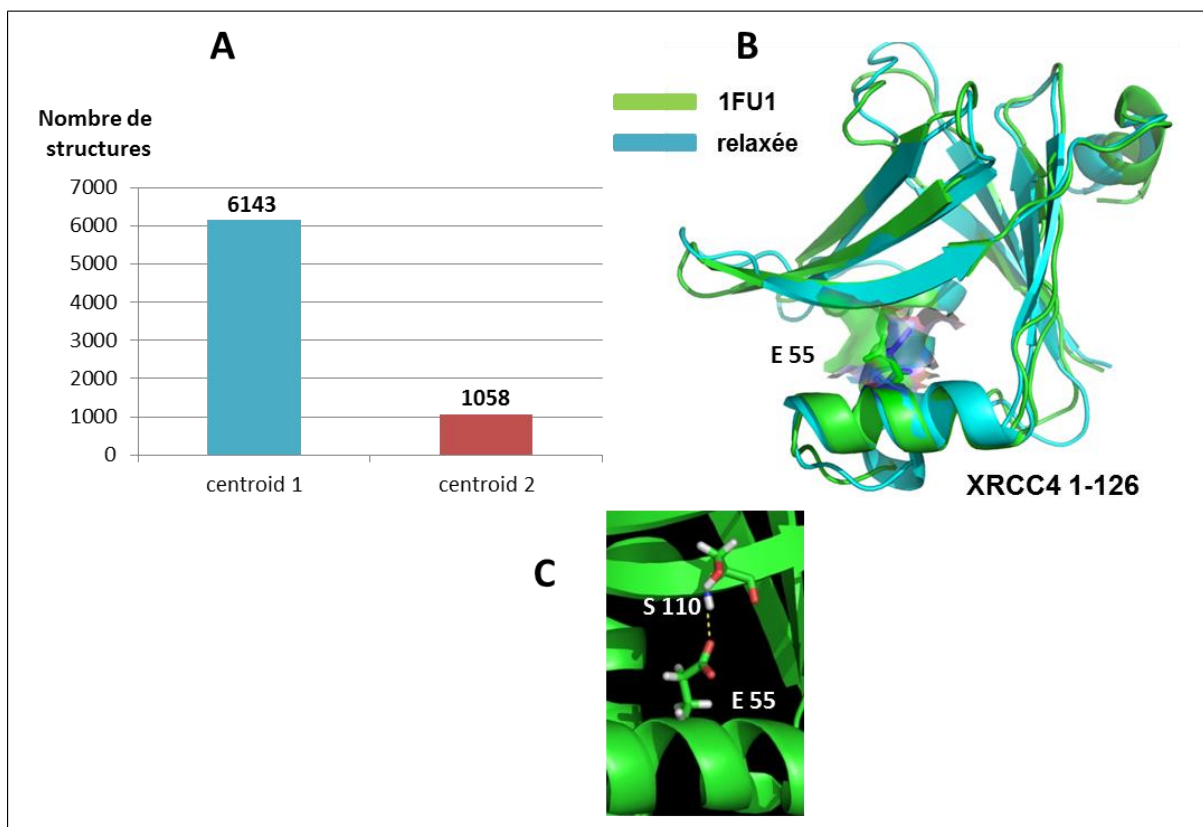 A
Nombre de
structures
7000
6000
5000
4000
3000
2000
1000
0
6143
1058
centroid 1
centroid 2
B
1FU1
relaxée
E 55
XRCC4 1-126
C
S 110
E 55